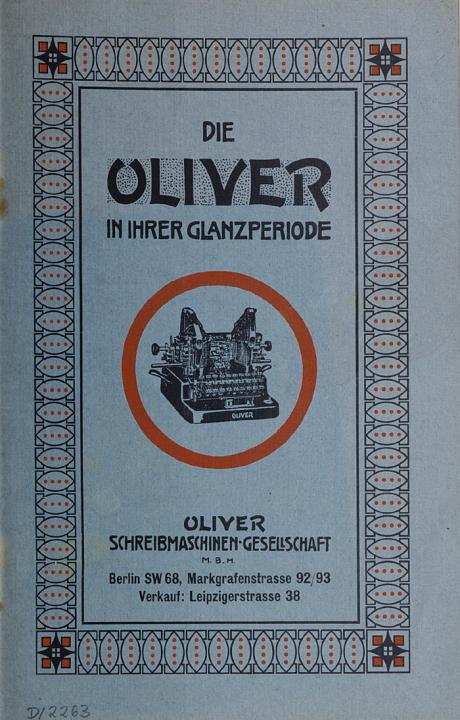 DIE
OLIVER
IN IHRER GLANZPERIODE
OLIVER
OLIVER
SCHREIBMASCHINEN-GESELLSCHAFT
M. B. H.
Berlin SW 68, Markgrafenstrasse 92/93
Verkauf: Leipzigerstrasse 38
D/2263